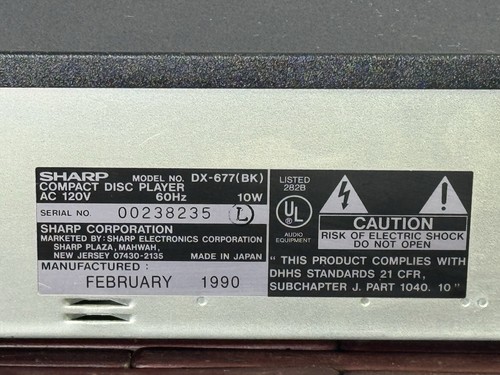 SHARP MODEL NO. DX-677(BK)
COMPACT DISC PLAYER
AC 120V 60Hz 10W
SERIAL NO. 00238235 L
SHARP CORPORATION
MARKETED BY: SHARP ELECTRONICS CORPORATION
SHARP PLAZA, MAHWAH,
NEW JERSEY 07430-2135 MADE IN JAPAN
MANUFACTURED:
FEBRUARY 1990
LISTED
282B
UL
AUDIO
EQUIPMENT
CAUTION
RISK OF ELECTRIC SHOCK
DO NOT OPEN
" THIS PRODUCT COMPLIES WITH
DHHS STANDARDS 21 CFR,
SUBCHAPTER J. PART 1040. 10 "